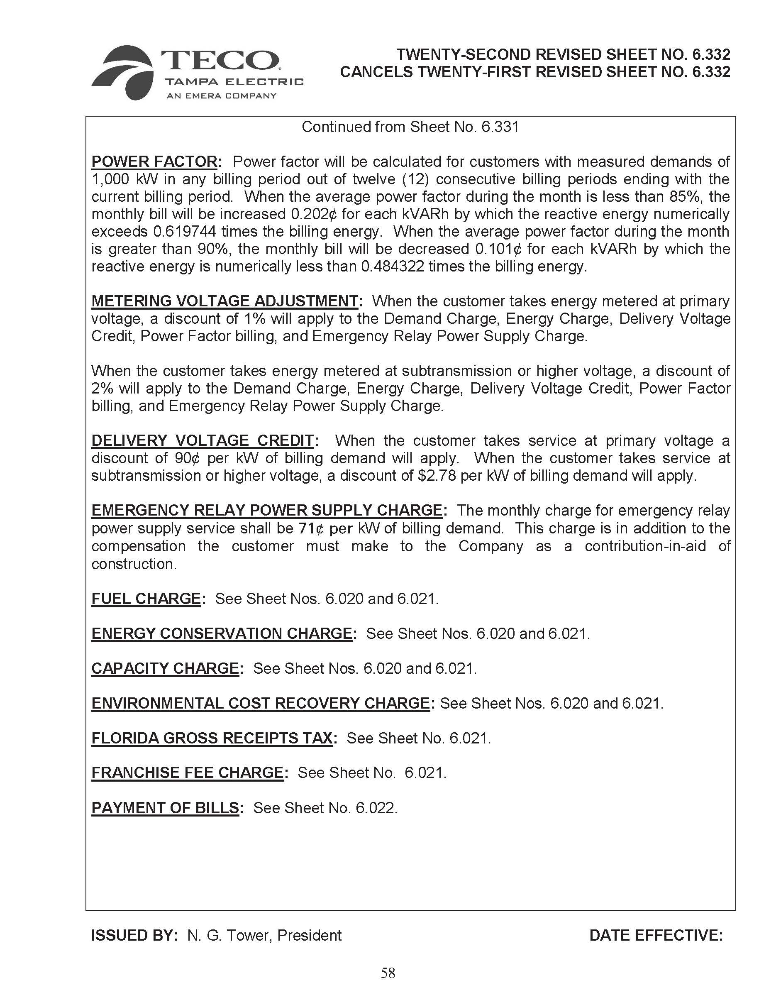 TECO®
TAMPA ELECTRIC
AN EMERA COMPANY
TWENTY-SECOND REVISED SHEET NO. 6.332
CANCELS TWENTY-FIRST REVISED SHEET NO. 6.332
Continued from Sheet No. 6.331
POWER FACTOR: Power factor will be calculated for customers with measured demands of
1,000 kW in any billing period out of twelve (12) consecutive billing periods ending with the
current billing period. When the average power factor during the month is less than 85%, the
monthly bill will be increased 0.202¢ for each kVARh by which the reactive energy numerically
exceeds 0.619744 times the billing energy. When the average power factor during the month
is greater than 90%, the monthly bill will be decreased 0.101¢ for each kVARh by which the
reactive energy is numerically less than 0.484322 times the billing energy.
METERING VOLTAGE ADJUSTMENT: When the customer takes energy metered at primary
voltage, a discount of 1% will apply to the Demand Charge, Energy Charge, Delivery Voltage
Credit, Power Factor billing, and Emergency Relay Power Supply Charge.
When the customer takes energy metered at subtransmission or higher voltage, a discount of
2% will apply to the Demand Charge, Energy Charge, Delivery Voltage Credit, Power Factor
billing, and Emergency Relay Power Supply Charge.
DELIVERY VOLTAGE CREDIT: When the customer takes service at primary voltage a
discount of 90¢ per kW of billing demand will apply. When the customer takes service at
subtransmission or higher voltage, a discount of $2.78 per kW of billing demand will apply.
EMERGENCY RELAY POWER SUPPLY CHARGE: The monthly charge for emergency relay
power supply service shall be 71¢ per kW of billing demand. This charge is in addition to the
compensation the customer must make to the Company as a contribution-in-aid of
construction.
FUEL CHARGE: See Sheet Nos. 6.020 and 6.021.
ENERGY CONSERVATION CHARGE: See Sheet Nos. 6.020 and 6.021.
CAPACITY CHARGE: See Sheet Nos. 6.020 and 6.021.
ENVIRONMENTAL COST RECOVERY CHARGE: See Sheet Nos. 6.020 and 6.021.
FLORIDA GROSS RECEIPTS TAX: See Sheet No. 6.021.
FRANCHISE FEE CHARGE: See Sheet No. 6.021.
PAYMENT OF BILLS: See Sheet No. 6.022.
ISSUED BY: N. G. Tower, President
DATE EFFECTIVE:
58